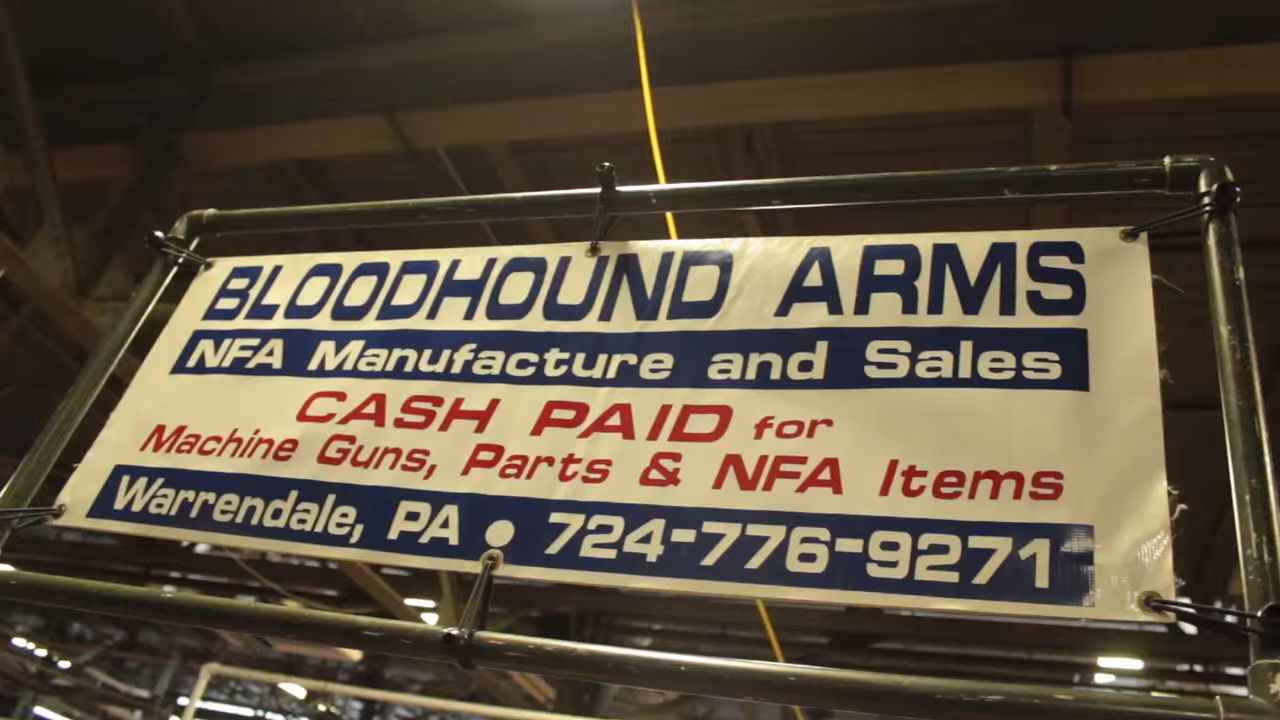 BLOODHOUND ARMS
NFA Manufacture and Sales
CASH PAID for
Machine Guns, Parts & NFA Items
Warrendale, PA • 724-776-9271